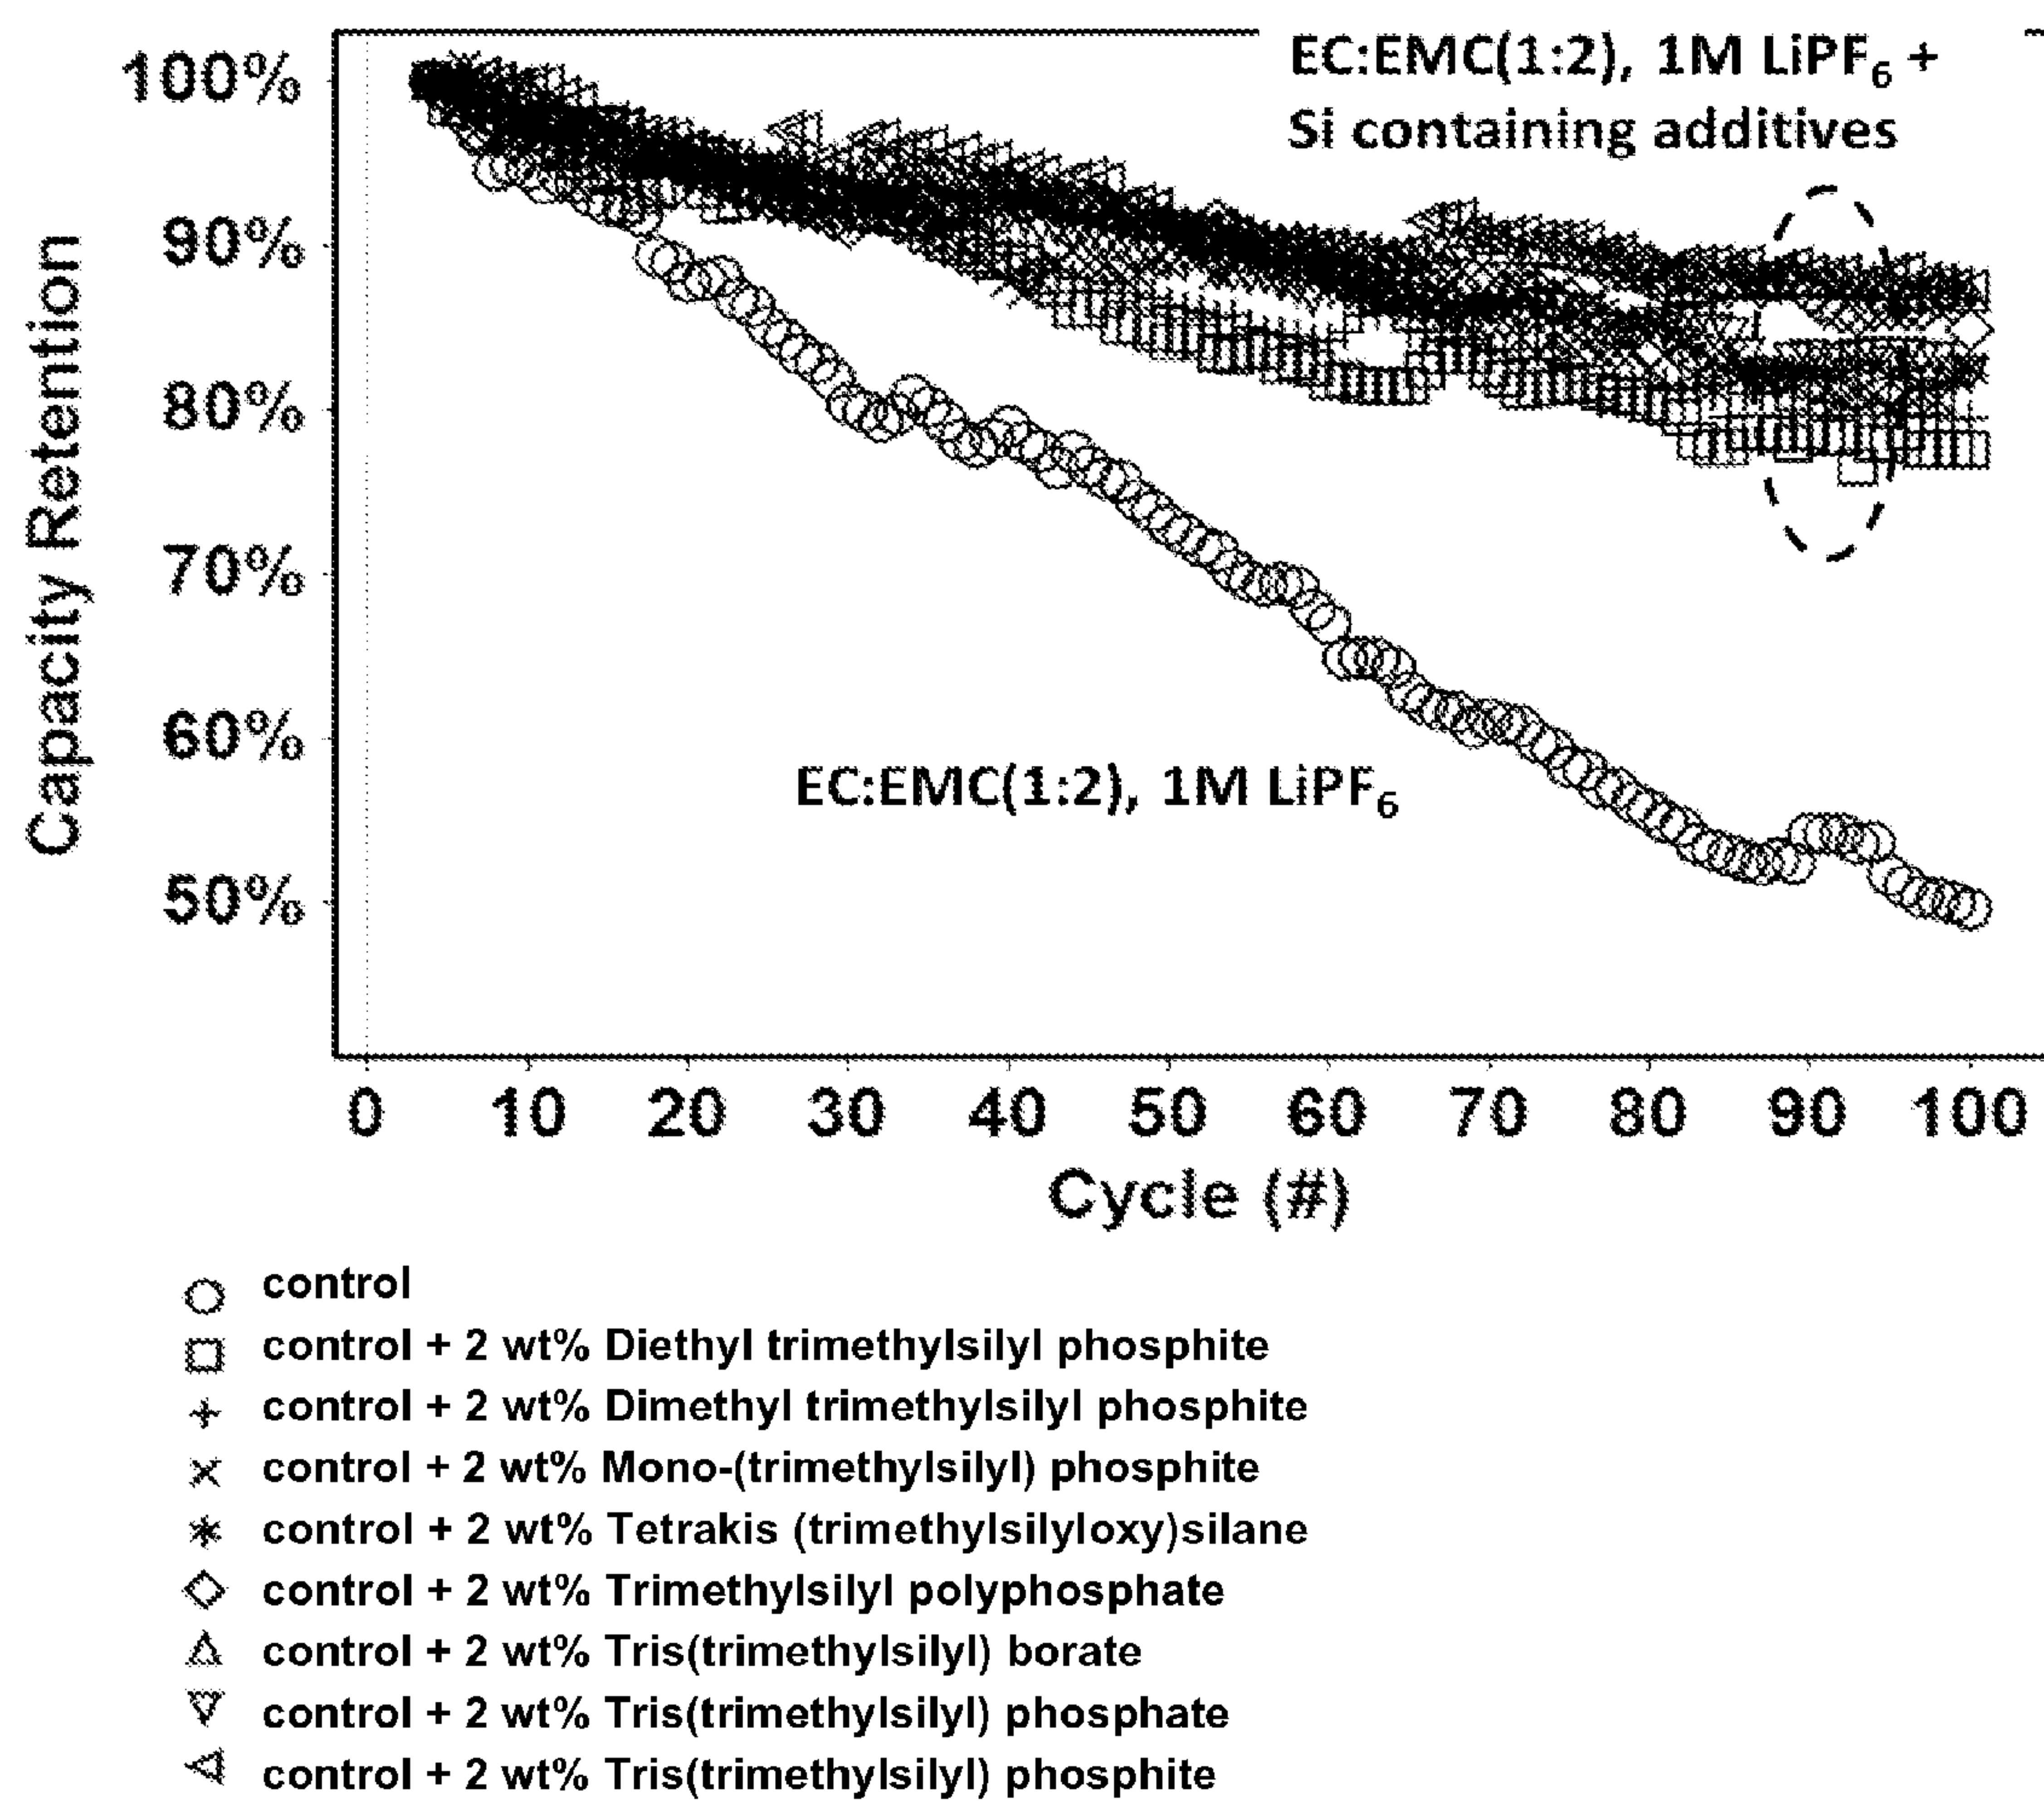 EC:EMC(1:2), 1M LiPF6 +
Si containing additives
100%
90%
80%
70%
60%
50%
Capacity Retention
EC:EMC(1:2), 1M LiPF6
0 10 20 30 40 50 60 70 80 90 100
Cycle (#)
control
control + 2 wt% Diethyl trimethylsilyl phosphite
control + 2 wt% Dimethyl trimethylsilyl phosphite
control + 2 wt% Mono-(trimethylsilyl) phosphite
control + 2 wt% Tetrakis (trimethylsilyloxy)silane
control + 2 wt% Trimethylsilyl polyphosphate
control + 2 wt% Tris(trimethylsilyl) borate
control + 2 wt% Tris(trimethylsilyl) phosphate
control + 2 wt% Tris(trimethylsilyl) phosphite